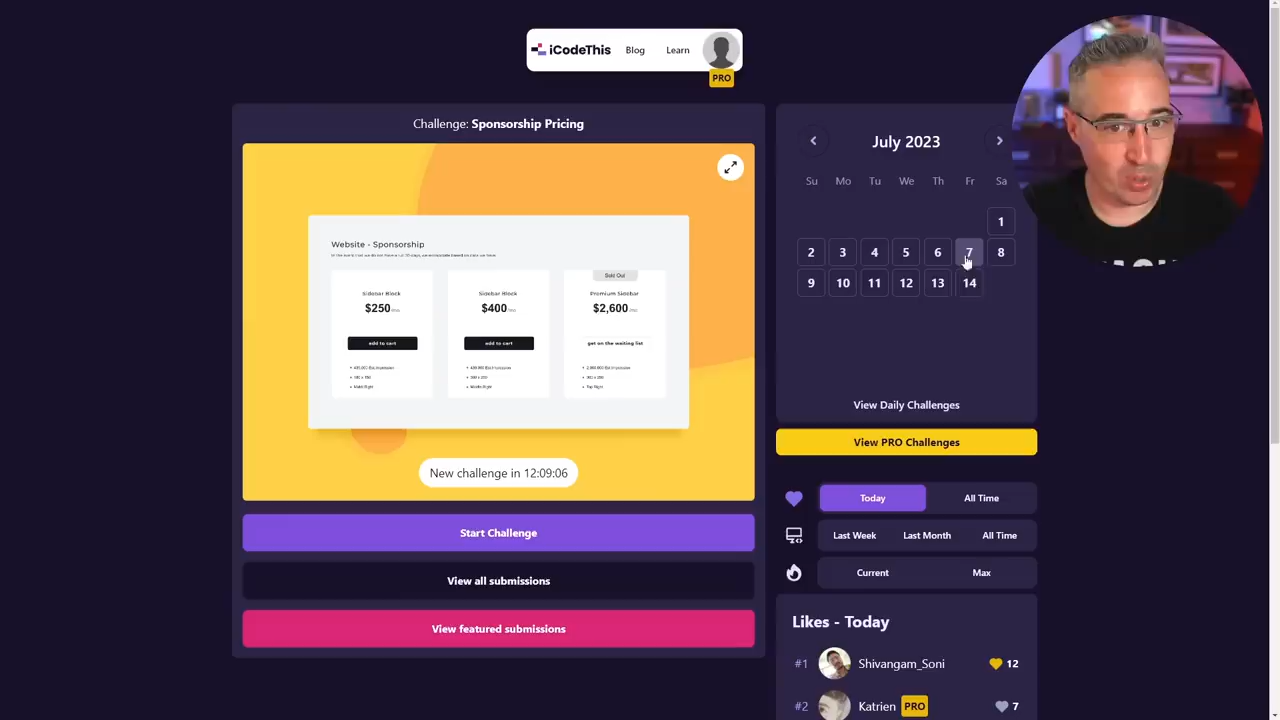 iCodeThis
Blog
Learn
PRO
Challenge: Sponsorship Pricing
Website - Sponsorship
Sidebar Block
$250
add to cart
Sidebar Block
$400
add to cart
Sold Out
Premium Sidebar
$2,600
get on the waiting list
New challenge in 12:09:06
Start Challenge
View all submissions
View featured submissions
July 2023
Su Mo Tu We Th Fr Sa
1
2 3 4 5 6 7 8
9 10 11 12 13 14
View Daily Challenges
View PRO Challenges
Today
All Time
Last Week
Last Month
All Time
Current
Max
Likes - Today
#1 Shivangam_Soni 12
#2 Katrien PRO 7